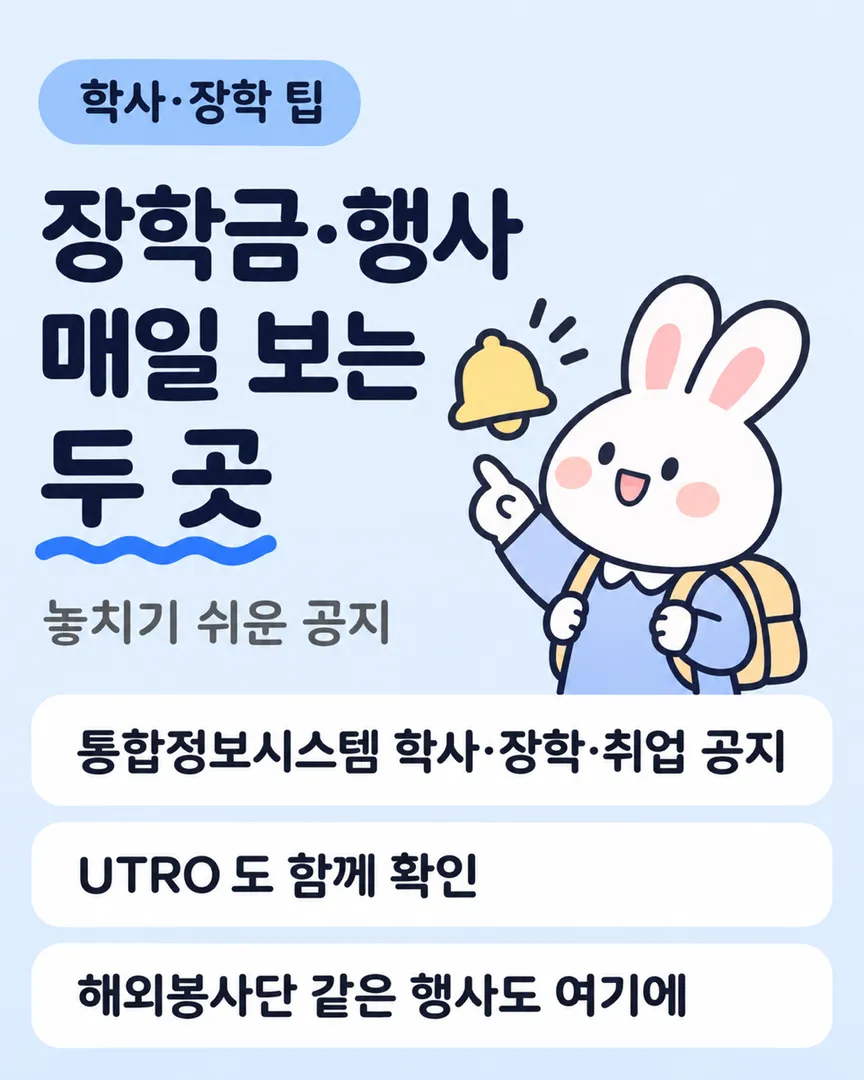 학사·장학 팁
장학금·행사
매일 보는
두 곳
놓치기 쉬운 공지
통합정보시스템 학사·장학·취업 공지
UTRO 도 함께 확인
해외봉사단 같은 행사도 여기에